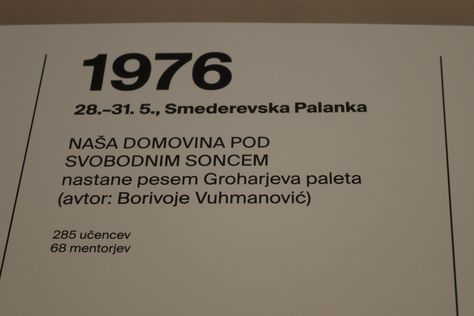 1976
28.–31. 5., Smederevska Palanka
NAŠA DOMOVINA POD
SVOBODNIM SONCEM
nastane pesem Groharjeva paleta
(avtor: Borivoje Vuhmanović)
285 učencev
68 mentorjev